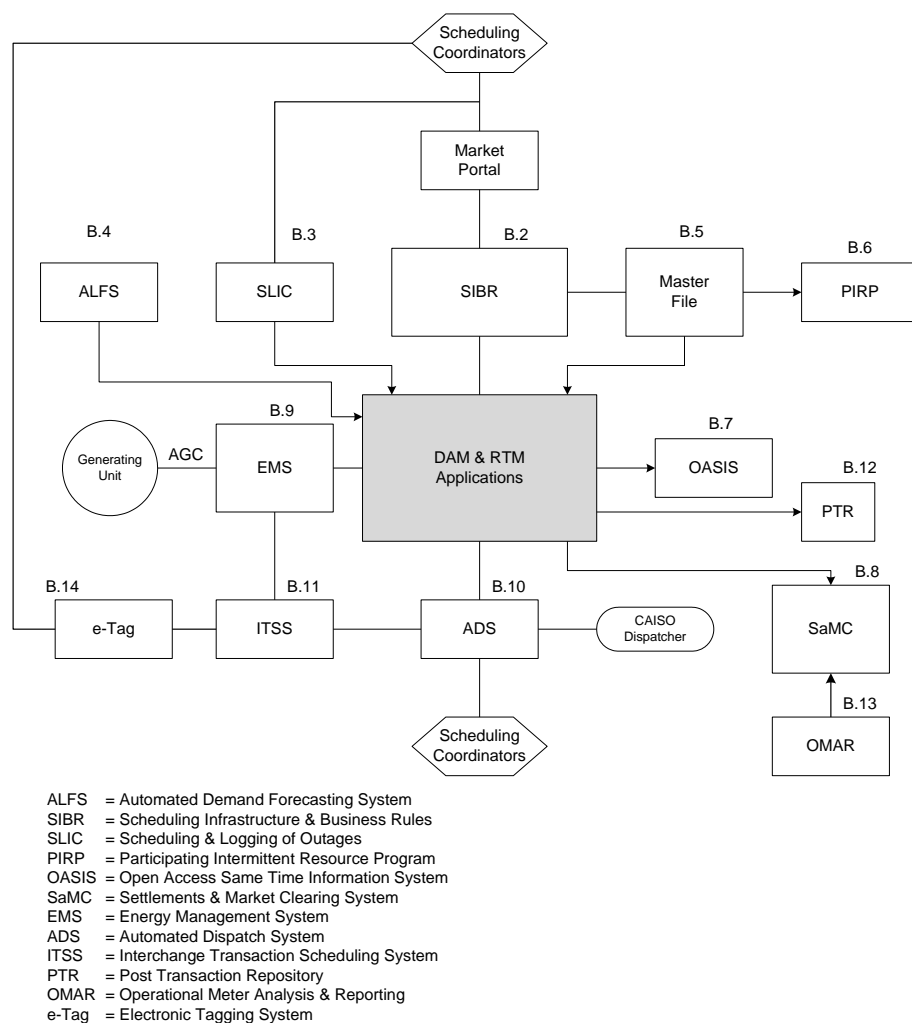 Scheduling
Coordinators
Market
Portal
B.4
B.3
B.2
B.5
B.6
ALFS
SLIC
SIBR
Master
File
PIRP
B.9
B.7
Generating
Unit
AGC
EMS
DAM & RTM
Applications
OASIS
B.12
PTR
B.14
B.11
B.10
B.8
e-Tag
ITSS
ADS
CAISO
Dispatcher
SaMC
B.13
Scheduling
Coordinators
OMAR
ALFS = Automated Demand Forecasting System
SIBR = Scheduling Infrastructure & Business Rules
SLIC = Scheduling & Logging of Outages
PIRP = Participating Intermittent Resource Program
OASIS = Open Access Same Time Information System
SaMC = Settlements & Market Clearing System
EMS = Energy Management System
ADS = Automated Dispatch System
ITSS = Interchange Transaction Scheduling System
PTR = Post Transaction Repository
OMAR = Operational Meter Analysis & Reporting
e-Tag = Electronic Tagging System